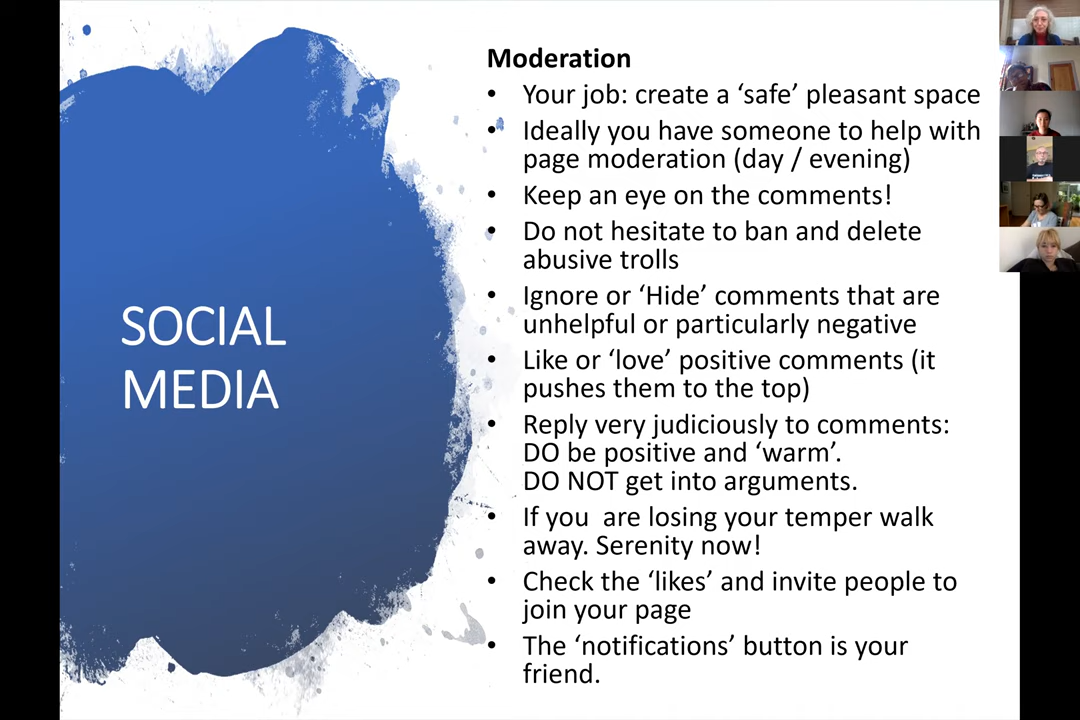 SOCIAL
MEDIA
Moderation
• Your job: create a ‘safe’ pleasant space
• Ideally you have someone to help with
page moderation (day / evening)
• Keep an eye on the comments!
• Do not hesitate to ban and delete
abusive trolls
• Ignore or ‘Hide’ comments that are
unhelpful or particularly negative
• Like or ‘love’ positive comments (it
pushes them to the top)
• Reply very judiciously to comments:
DO be positive and ‘warm’.
DO NOT get into arguments.
• If you  are losing your temper walk
away. Serenity now!
• Check the ‘likes’ and invite people to
join your page
• The ‘notifications’ button is your
friend.